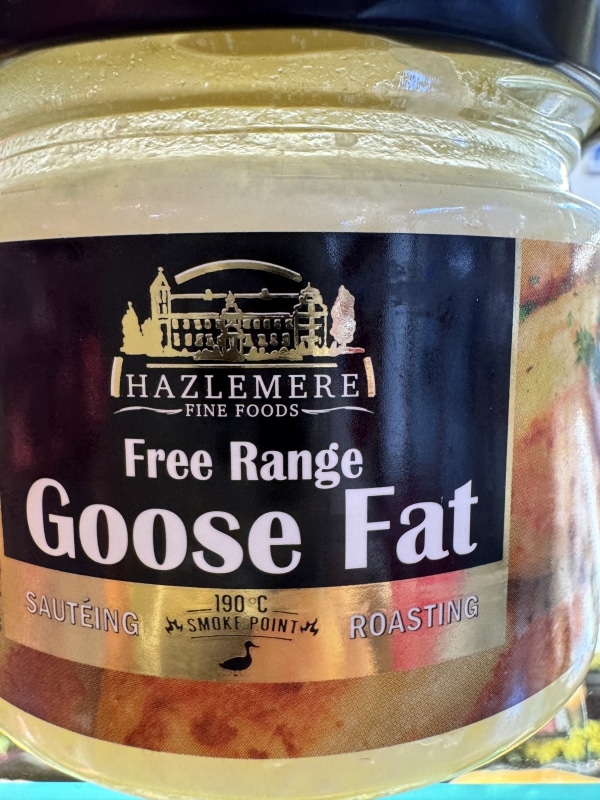 HAZLEMERE
FINE FOODS
Free Range
Goose Fat
SAUTÉING
190°C
SMOKE POINT
ROASTING